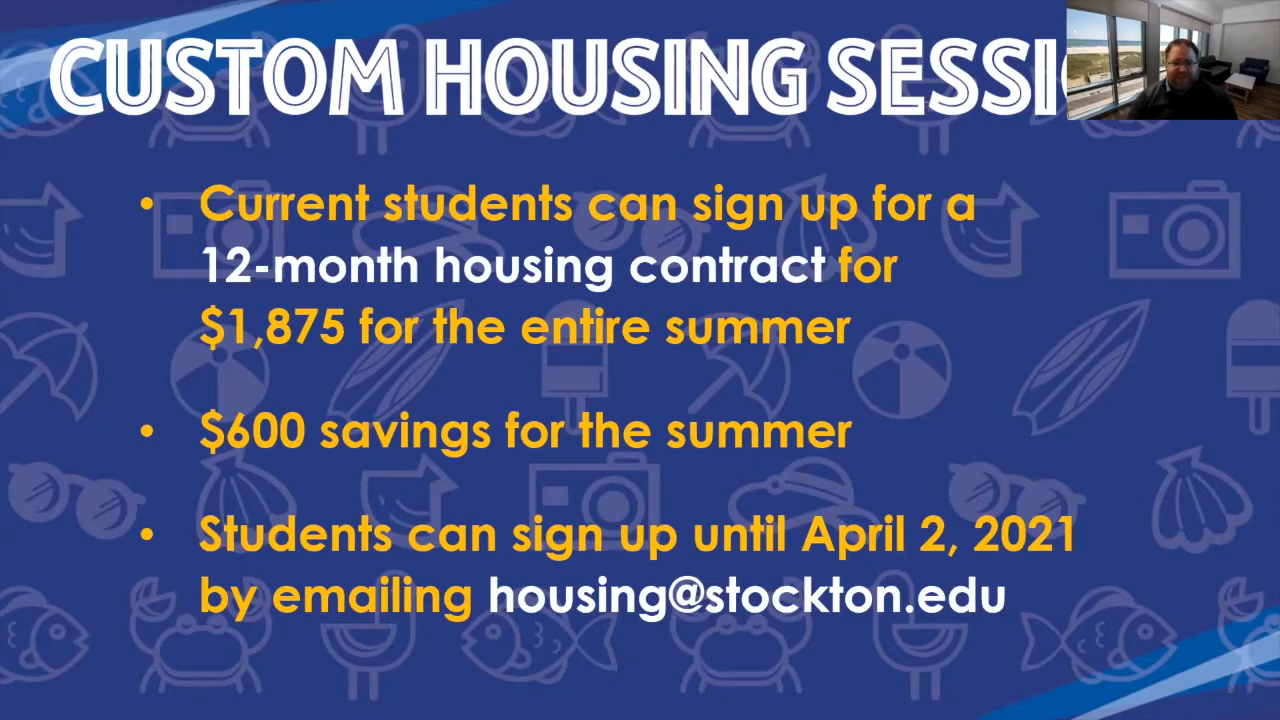 CUSTOM HOUSING SESSI
• Current students can sign up for a
12-month housing contract for
$1,875 for the entire summer
• $600 savings for the summer
• Students can sign up until April 2, 2021
by emailing housing@stockton.edu